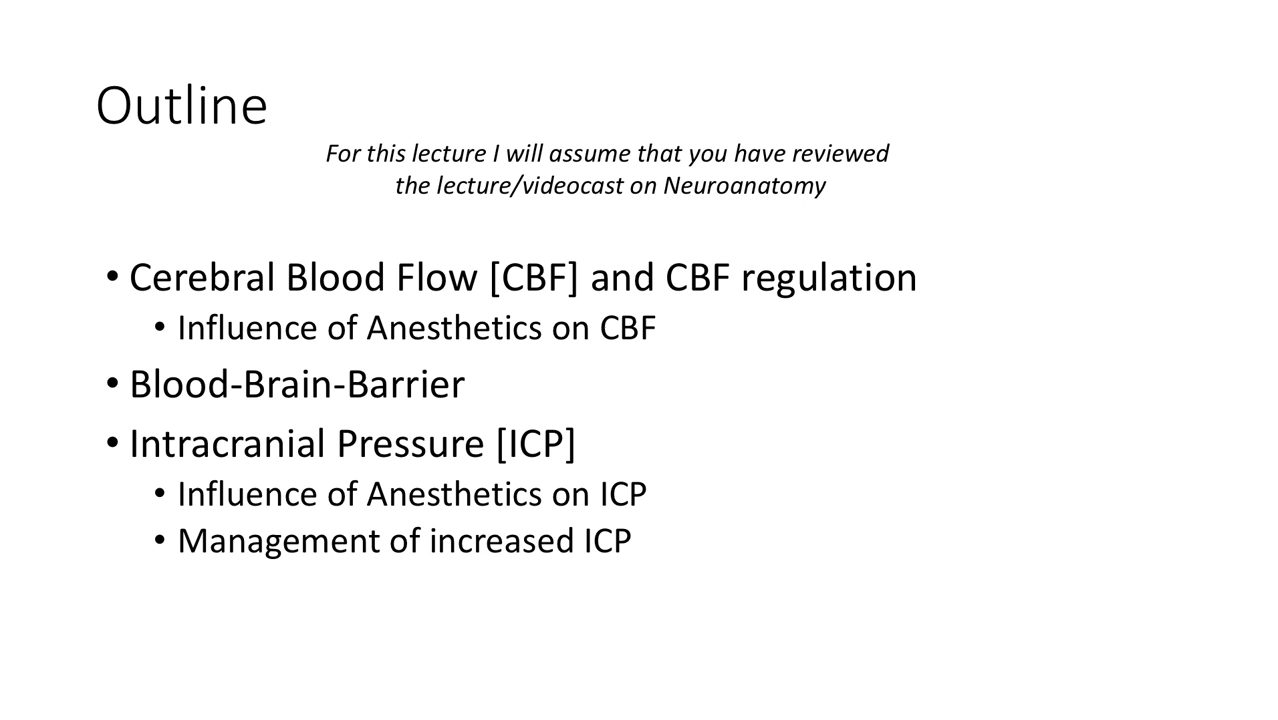 Outline
For this lecture I will assume that you have reviewed
the lecture/videocast on Neuroanatomy
• Cerebral Blood Flow [CBF] and CBF regulation
• Influence of Anesthetics on CBF
• Blood-Brain-Barrier
• Intracranial Pressure [ICP]
• Influence of Anesthetics on ICP
• Management of increased ICP